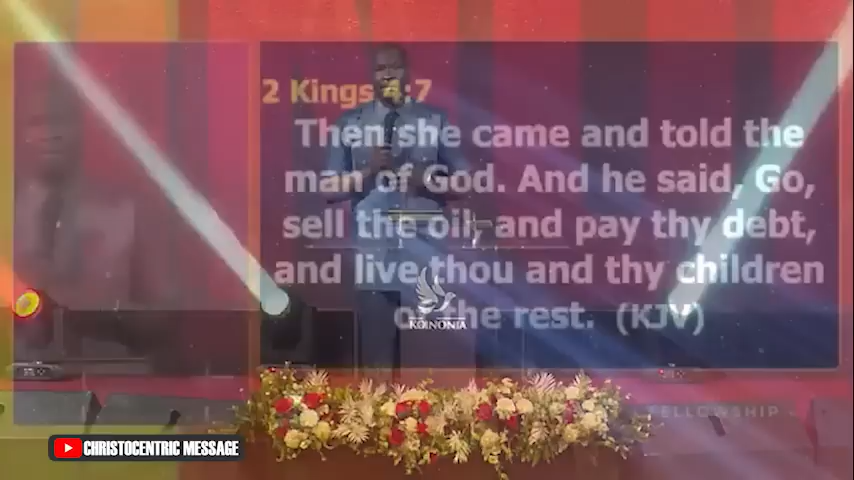 2 Kings 4:7
Then she came and told the
man of God. And he said, Go,
sell the oil, and pay thy debt,
and live thou and thy children
of the rest. (KJV)
KOINONIA
FELLOWSHIP
CHRISTOCENTRIC MESSAGE